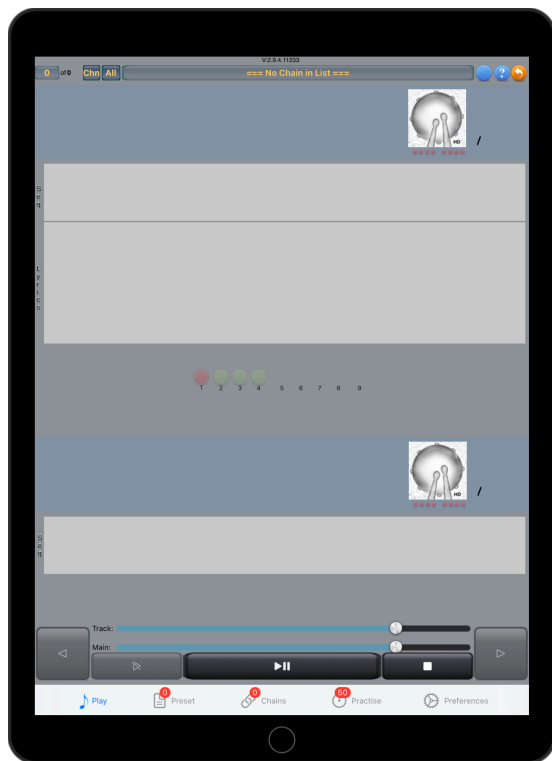 V:2.9.4 11233
0 of 0 Chn All === No Chain in List === ?
HD /
Seq
Lyrics
1 2 3 4 5 6 7 8 9
HD /
Seq
Track:
Main:
0 0 50
Play Preset Chains Practise Preferences